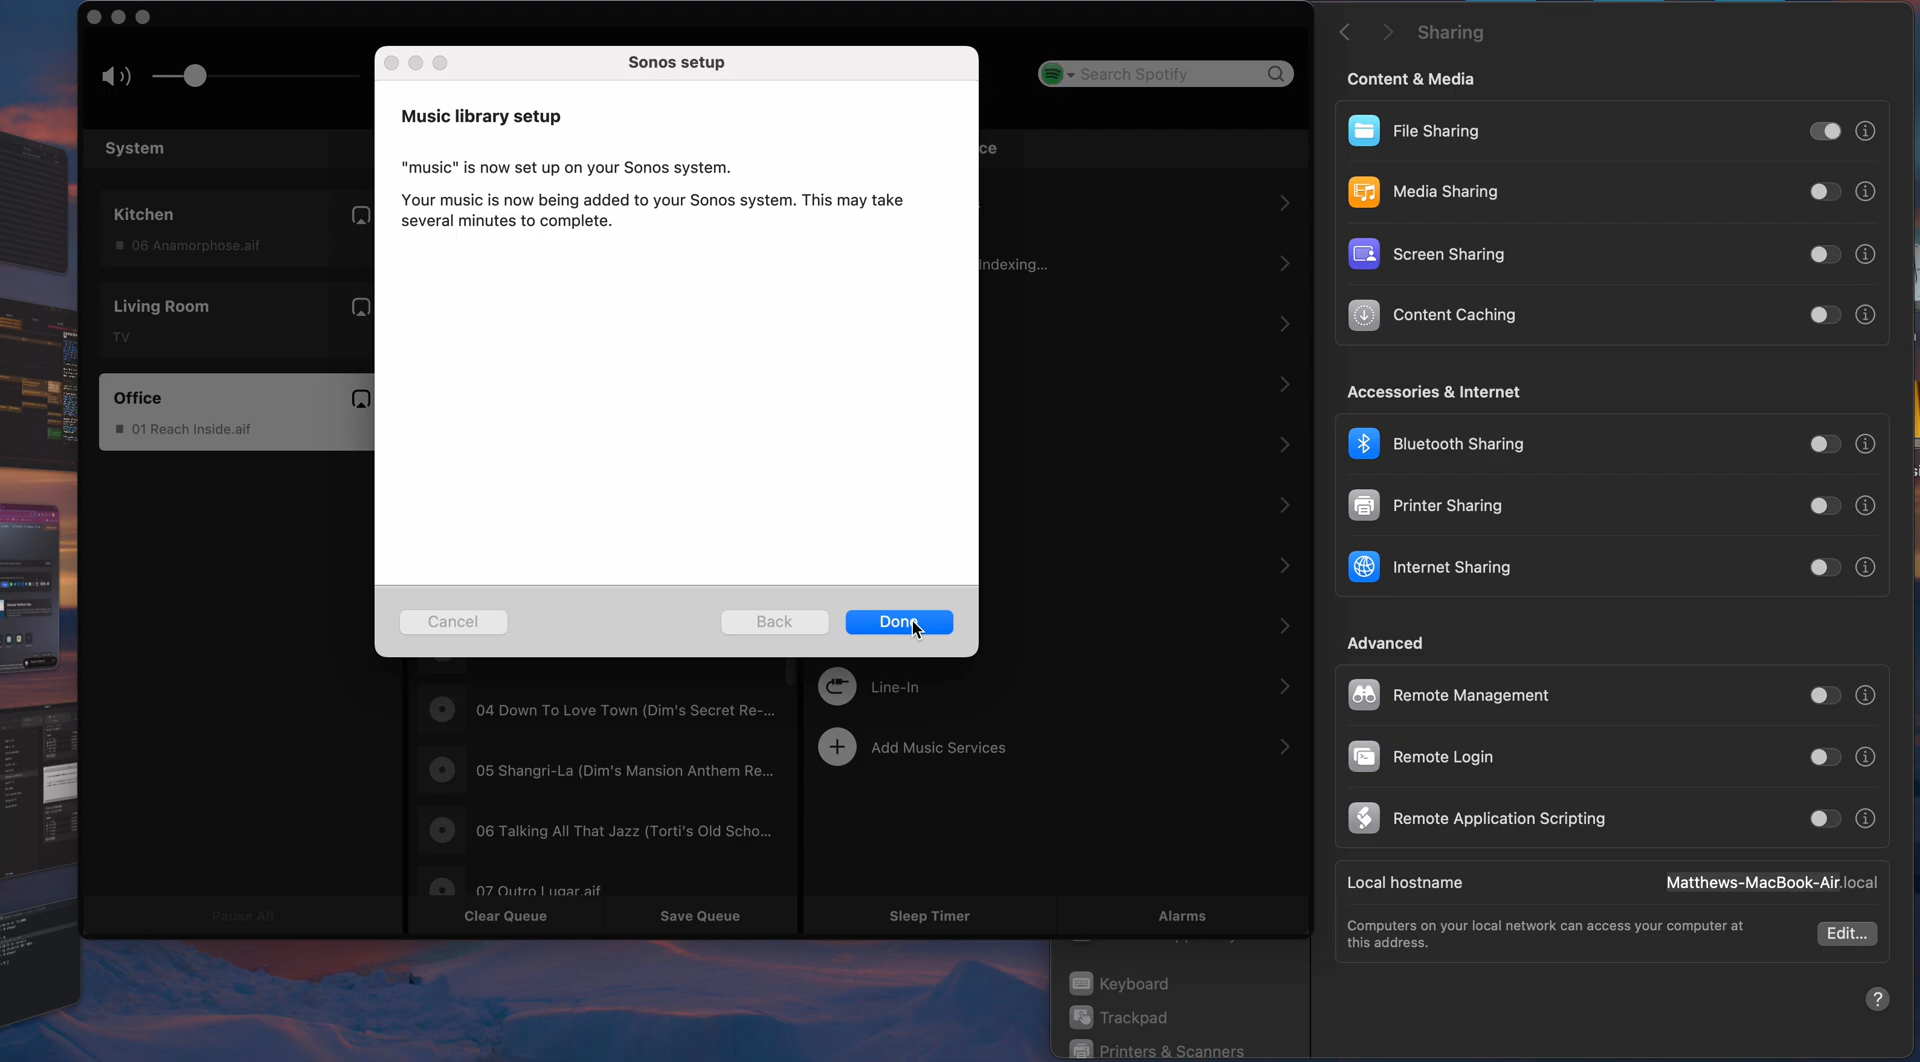 Sonos setup
Music library setup
"music" is now set up on your Sonos system.
Your music is now being added to your Sonos system. This may take
several minutes to complete.
Cancel
Back
Done
Search Spotify
System
Kitchen
06 Anamorphose.aif
Living Room
TV
Office
01 Reach Inside.aif
Pause All
04 Down To Love Town (Dim's Secret Re-...
05 Shangri-La (Dim's Mansion Anthem Re...
06 Talking All That Jazz (Torti's Old Scho...
07 Outro Lugar.aif
Clear Queue
Save Queue
ce
Indexing...
Line-In
Add Music Services
Sleep Timer
Alarms
Keyboard
Trackpad
Printers & Scanners
Sharing
Content & Media
File Sharing
Media Sharing
Screen Sharing
Content Caching
Accessories & Internet
Bluetooth Sharing
Printer Sharing
Internet Sharing
Advanced
Remote Management
Remote Login
Remote Application Scripting
Local hostname
Matthews-MacBook-Air.local
Computers on your local network can access your computer at
this address.
Edit...
?